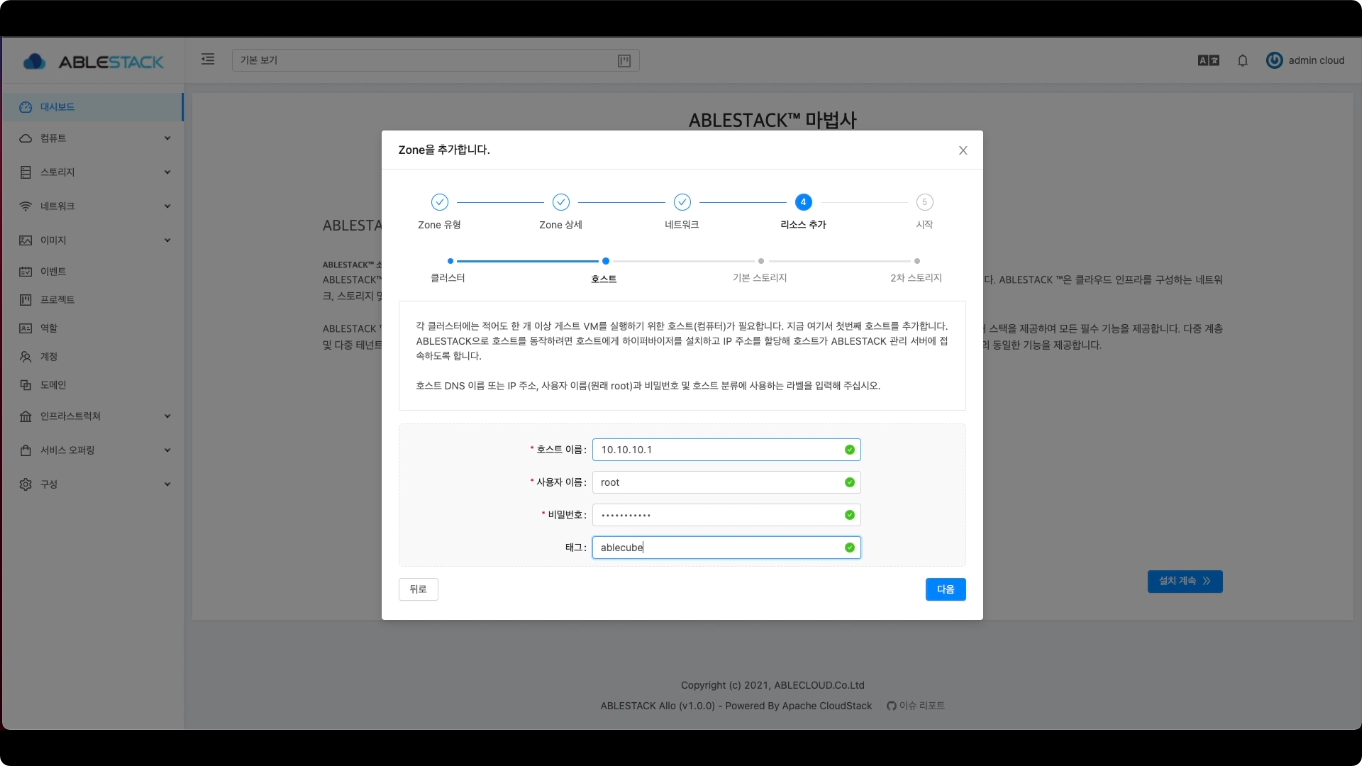 ABLESTACK
기본 보기
admin cloud
대시보드
컴퓨트
스토리지
네트워크
이미지
이벤트
프로젝트
역할
계정
도메인
인프라스트럭쳐
서비스 오퍼링
구성
ABLESTACK™ 마법사
ABLESTA
ABLESTACK™
ABLESTACK™
다. ABLESTACK ™은 클라우드 인프라를 구성하는 네트워
크, 스토리지 및
ABLESTACK
스택을 제공하여 모든 필수 기능을 제공합니다. 다중 계층
및 다중 테넌트
의 동일한 기능을 제공합니다.
Zone을 추가합니다.
4
5
Zone 유형
Zone 상세
네트워크
리소스 추가
시작
클러스터
호스트
기본 스토리지
2차 스토리지
각 클러스터에는 적어도 한 개 이상 게스트 VM를 실행하기 위한 호스트(컴퓨터)가 필요합니다. 지금 여기서 첫번째 호스트를 추가합니다.
ABLESTACK으로 호스트를 동작하려면 호스트에게 하이퍼바이저를 설치하고 IP 주소를 할당해 호스트가 ABLESTACK 관리 서버에 접
속하도록 합니다.
호스트 DNS 이름 또는 IP 주소, 사용자 이름(원래 root)과 비밀번호 및 호스트 분류에 사용하는 라벨을 입력해 주십시오.
* 호스트 이름: 10.10.10.1
* 사용자 이름: root
* 비밀번호: •••••••••••
태그: ablecube
뒤로
다음
설치 계속
Copyright (c) 2021, ABLECLOUD.Co.Ltd
ABLESTACK Allo (v1.0.0) - Powered By Apache CloudStack 이슈 리포트